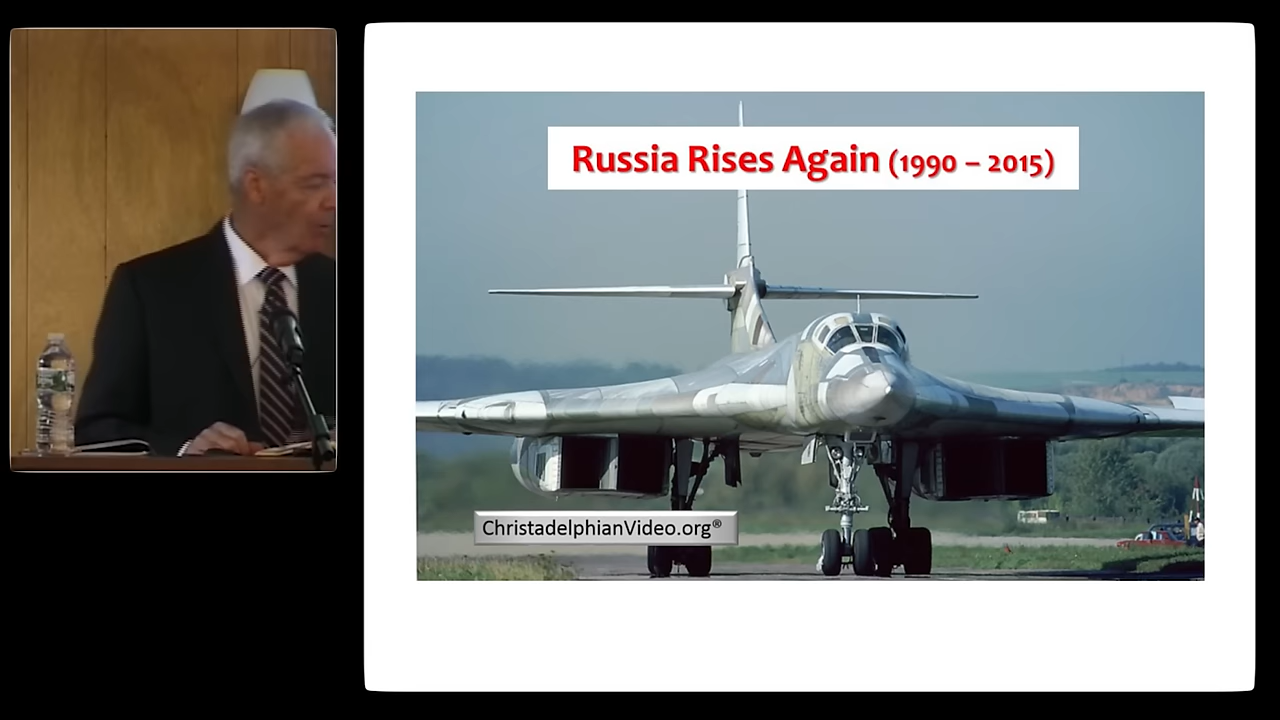 Russia Rises Again (1990 – 2015)
ChristadelphianVideo.org®